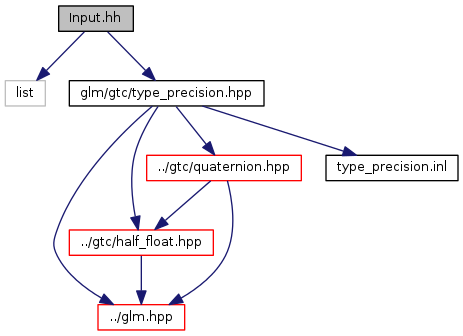 Input.hh
list
glm/gtc/type_precision.hpp
../gtc/quaternion.hpp
type_precision.inl
../gtc/half_float.hpp
../glm.hpp